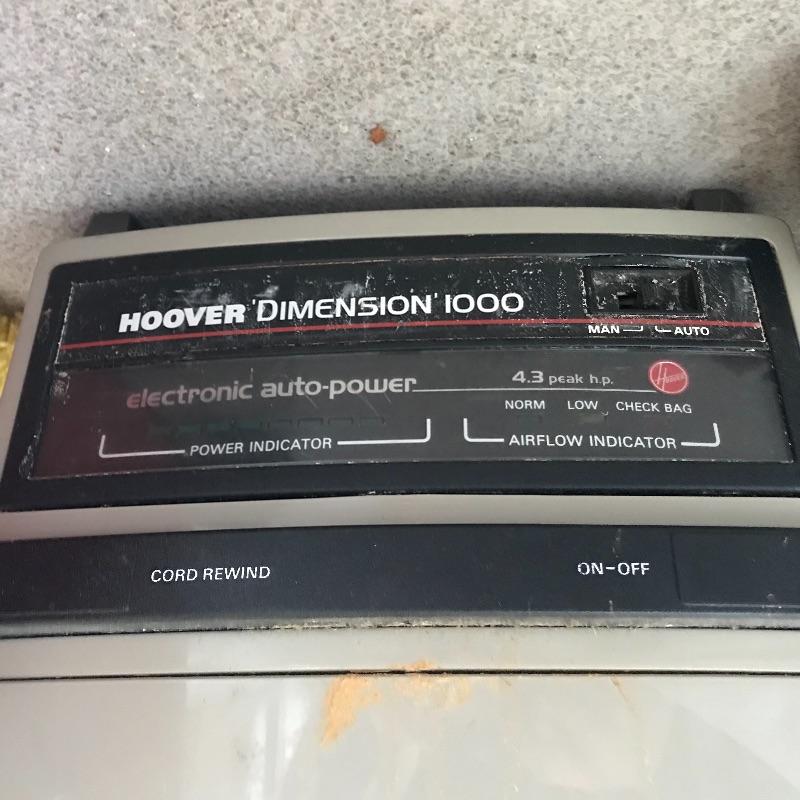 HOOVER 'DIMENSION' 1000
MAN AUTO
electronic auto-power 4.3 peak h.p. HOOVER
NORM LOW CHECK BAG
POWER INDICATOR AIRFLOW INDICATOR
CORD REWIND ON-OFF